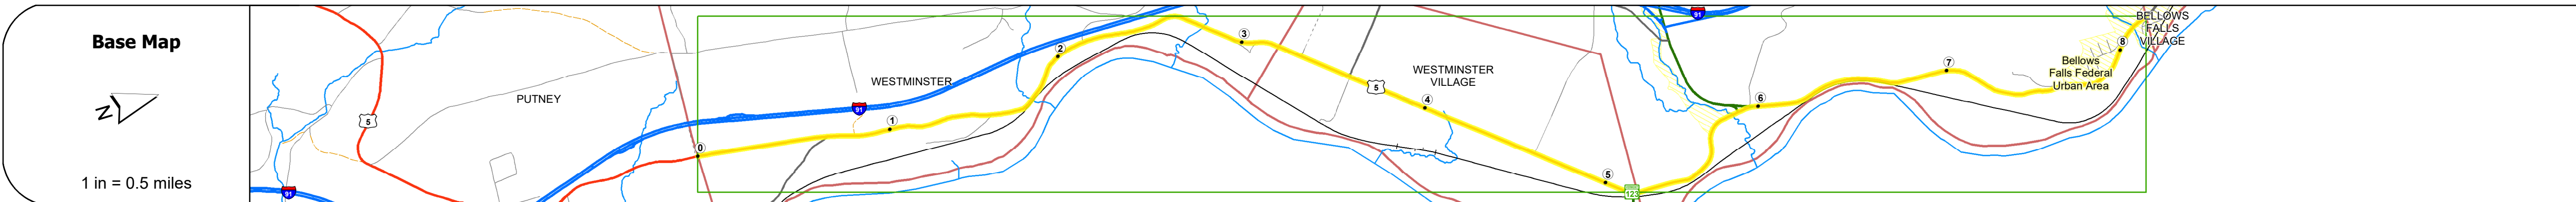 Base Map
N
1 in = 0.5 miles
91
5
PUTNEY
0
91
1
WESTMINSTER
2
3
5
WESTMINSTER
VILLAGE
4
5
123
91
6
7
8
BELLOWS
FALLS
VILLAGE
Bellows
Falls Federal
Urban Area